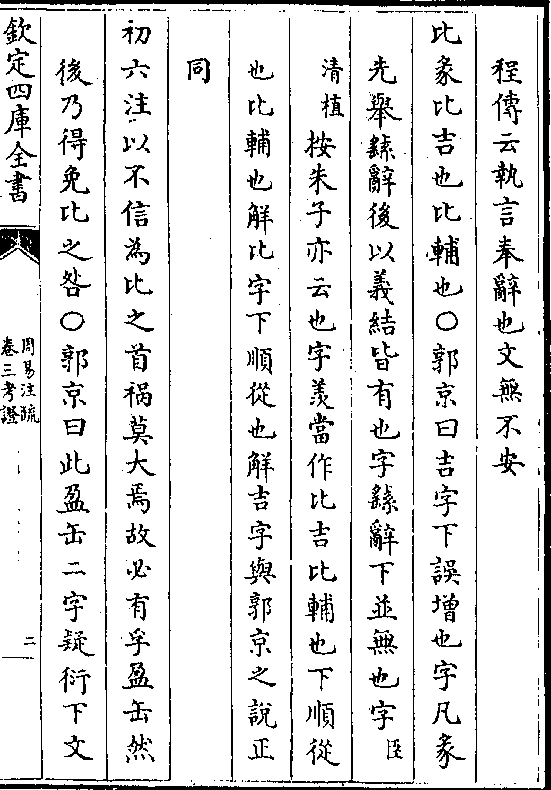 程傳云執言奉辭也文無不安
比彖比吉也比輔也〇郭京曰吉字下誤增也字凡彖
先舉繇辭後以義結皆有也字繇辭下並無也字臣
清植按朱子亦云也字羨當作比吉比輔也下順從
也比輔也解比字下順從也解吉字與郭京之說正
同
初六注以不信為比之首禍莫大焉故必有孚盈缶然
後乃得免比之咎〇郭京曰此盈缶二字疑衍下文
欽定四庫全書
周易注疏
卷三考證
二